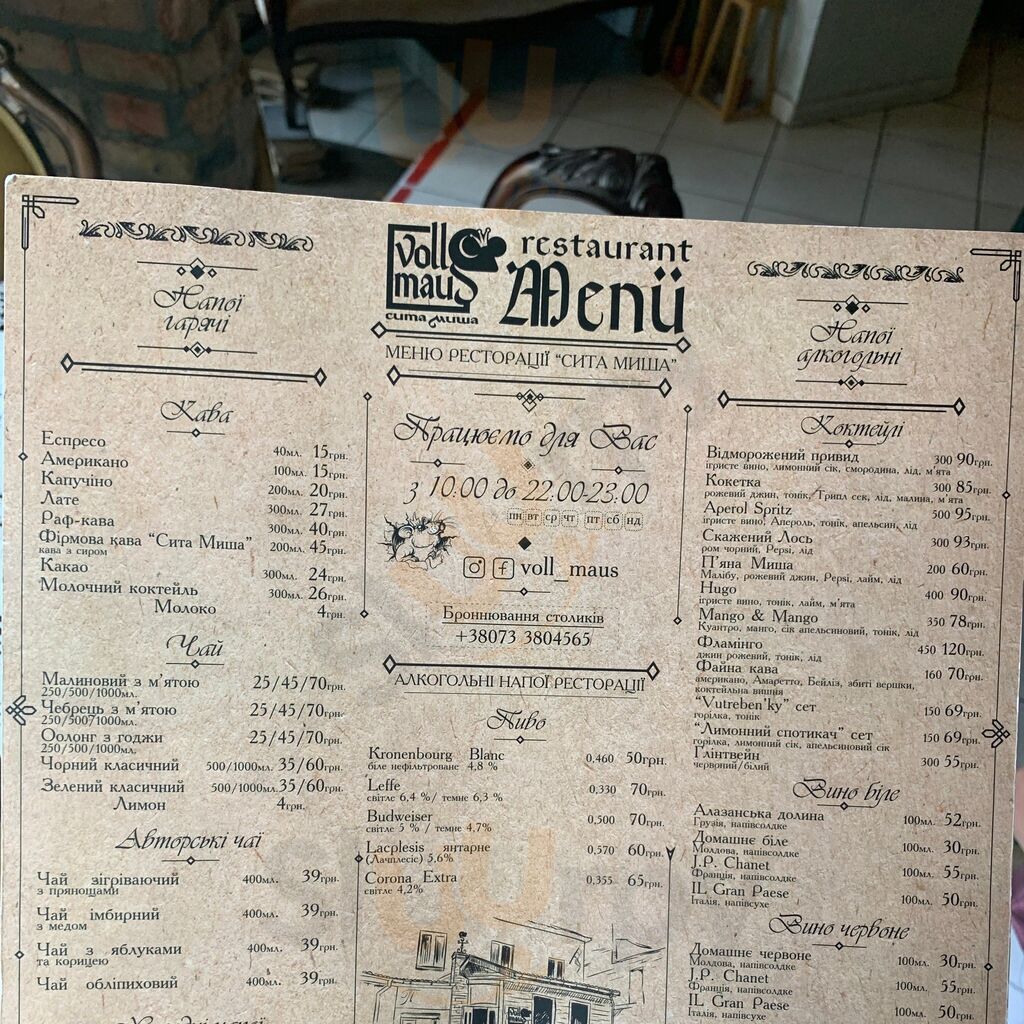 voll maus
сита миша
restaurant
Menü
МЕНЮ РЕСТОРАЦІЇ "СИТА МИША"
Напої
гарячі
Кава
Еспресо 40мл. 15грн.
Американо 100мл. 15грн.
Капучіно 200мл. 20грн.
Лате 300мл. 27грн.
Раф-кава 300мл. 40грн.
Фірмова кава "Сита Миша" 200мл. 45грн.
кава з сиром
Какао 300мл. 24грн.
Молочний коктейль 300мл. 26грн.
Молоко 4грн.
Чай
Малиновий з м'ятою 25/45/70грн.
250/500/1000мл.
Чебрець з м'ятою 25/45/70грн.
250/500/1000мл.
Оолонг з годжи 25/45/70грн.
250/500/1000мл.
Чорний класичний 500/1000мл. 35/60грн.
Зелений класичний 500/1000мл. 35/60грн.
Лимон 4грн.
Авторські чаї
Чай зігріваючий 400мл. 39грн.
з прянощами
Чай імбирний 400мл. 39грн.
з медом
Чай з яблуками 400мл. 39грн.
та корицею
Чай обліпиховий 400мл. 39грн.
Працюємо для Вас
з 10:00 до 22:00-23:00
пн вт ср чт пт сб нд
voll_maus
Броннювання столиків
+38073 3804565
АЛКОГОЛЬНІ НАПОЇ РЕСТОРАЦІЇ
Пиво
Kronenbourg Blanc 0,460 50грн.
біле нефільтроване 4,8 %
Leffe 0,330 70грн.
світле 6,4 %/ темне 6,3 %
Budweiser 0,500 70грн.
світле 5 % / темне 4,7%
Lacplesis янтарне 0,570 60грн.
(Лачплесіс) 5,6%
Corona Extra 0,355 65грн.
світле 4,2%
Напої
алкогольні
Коктейлі
Відморожений привид 300 90грн.
ігристе вино, лимонний сік, смородина, лід, м'ята
Кокетка 300 85грн.
рожевий джин, тонік, Трипл сек, лід, малина, м'ята
Aperol Spritz 500 95грн.
ігристе вино, Апероль, тонік, апельсин, лід
Скажений Лось 300 93грн.
ром чорний, Pepsi, лід
П'яна Миша 200 60грн.
Малібу, рожевий джин, Pepsi, лайм, лід
Hugo 400 90грн.
ігристе вино, тонік, лайм, м'ята
Mango & Mango 350 78грн.
Куантро, манго, сік апельсиновий, тонік, лід
Фламінго 450 120грн.
джин рожевий, тонік, лід
Файна кава 160 70грн.
американо, Амаретто, Бейліз, збиті вершки,
коктейльна вишня
"Vutreben'ky" сет 150 69грн.
горілка, тонік
"Лимонний спотикач" сет 150 69грн.
горілка, лимонний сік, апельсиновий сік
Глінтвейн 300 55грн.
червоний/білий
Вино біле
Алазанська долина 100мл. 52грн.
Грузія, напівсолдке
Домашнє біле 100мл. 30грн.
Молдова, напівсолдке
J.P. Chanet 100мл. 55грн.
Франція, напівсолдке
IL Gran Paese 100мл. 50грн.
Італія, напівсухе
Вино червоне
Домашнє червоне 100мл. 30грн.
Молдова, напівсолдке
J.P. Chanet 100мл. 55грн.
Франція, напівсолдке
IL Gran Paese 100мл. 50грн.
Італія, напівсухе